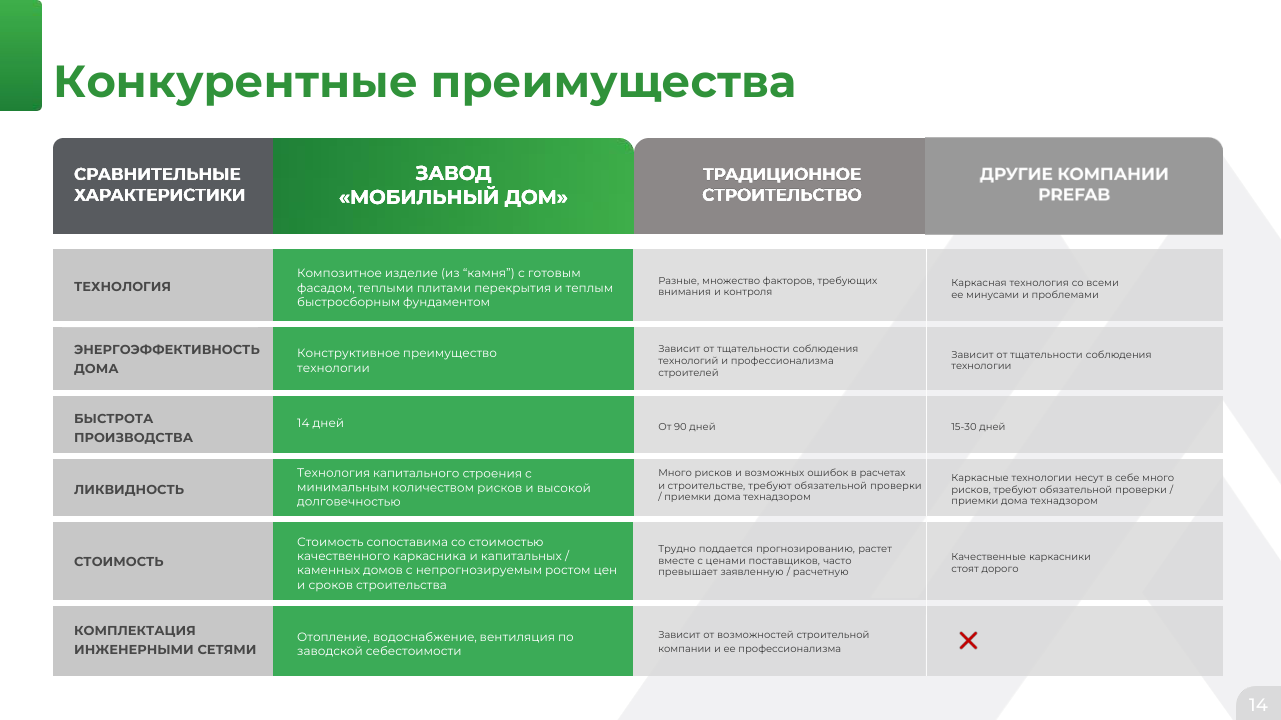 Конкурентные преимущества
СРАВНИТЕЛЬНЫЕ
ХАРАКТЕРИСТИКИ
ЗАВОД
«МОБИЛЬНЫЙ ДОМ»
ТРАДИЦИОННОЕ
СТРОИТЕЛЬСТВО
ДРУГИЕ КОМПАНИИ
PREFAB
ТЕХНОЛОГИЯ
Композитное изделие (из “камня”) с готовым
фасадом, теплыми плитами перекрытия и теплым
быстросборным фундаментом
Разные, множество факторов, требующих
внимания и контроля
Каркасная технология со всеми
ее минусами и проблемами
ЭНЕРГОЭФФЕКТИВНОСТЬ
ДОМА
Конструктивное преимущество
технологии
Зависит от тщательности соблюдения
технологий и профессионализма
строителей
Зависит от тщательности соблюдения
технологии
БЫСТРОТА
ПРОИЗВОДСТВА
14 дней
От 90 дней
15-30 дней
ЛИКВИДНОСТЬ
Технология капитального строения с
минимальным количеством рисков и высокой
долговечностью
Много рисков и возможных ошибок в расчетах
и строительстве, требуют обязательной проверки
/ приемки дома технадзором
Каркасные технологии несут в себе много
рисков, требуют обязательной проверки /
приемки дома технадзором
СТОИМОСТЬ
Стоимость сопоставима со стоимостью
качественного каркасника и капитальных /
каменных домов с непрогнозируемым ростом цен
и сроков строительства
Трудно поддается прогнозированию, растет
вместе с ценами поставщиков, часто
превышает заявленную / расчетную
Качественные каркасники
стоят дорого
КОМПЛЕКТАЦИЯ
ИНЖЕНЕРНЫМИ СЕТЯМИ
Отопление, водоснабжение, вентиляция по
заводской себестоимости
Зависит от возможностей строительной
компании и ее профессионализма
14